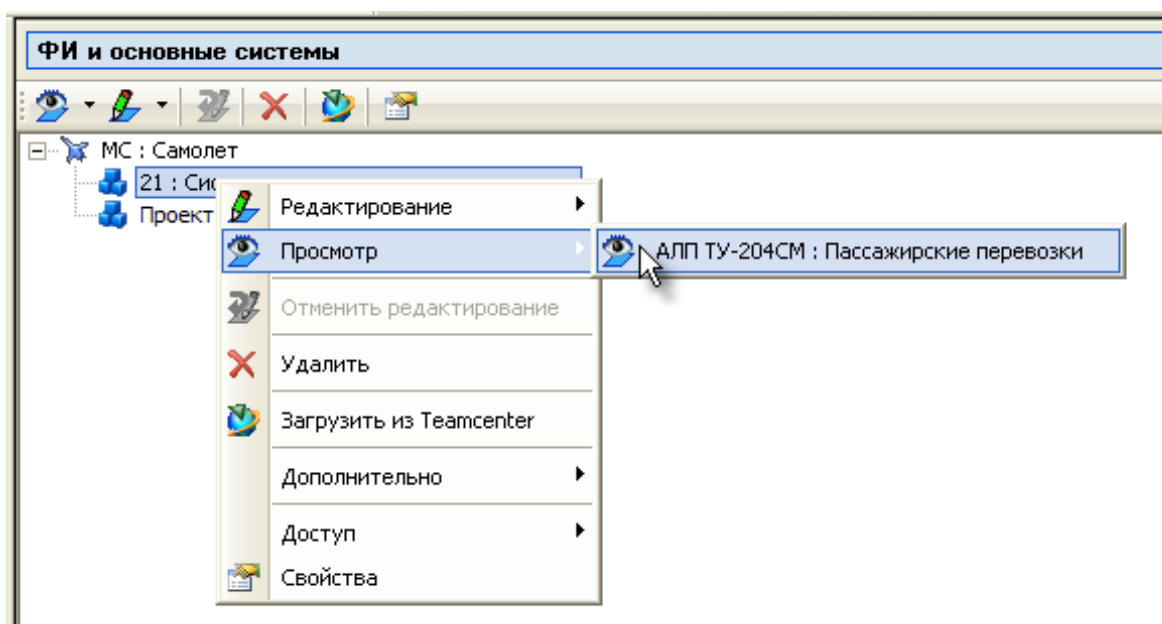 ФИ и основные системы
МС : Самолет
21 : Сис
Проект
Редактирование
Просмотр
АЛП ТУ-204СМ : Пассажирские перевозки
Отменить редактирование
Удалить
Загрузить из Teamcenter
Дополнительно
Доступ
Свойства